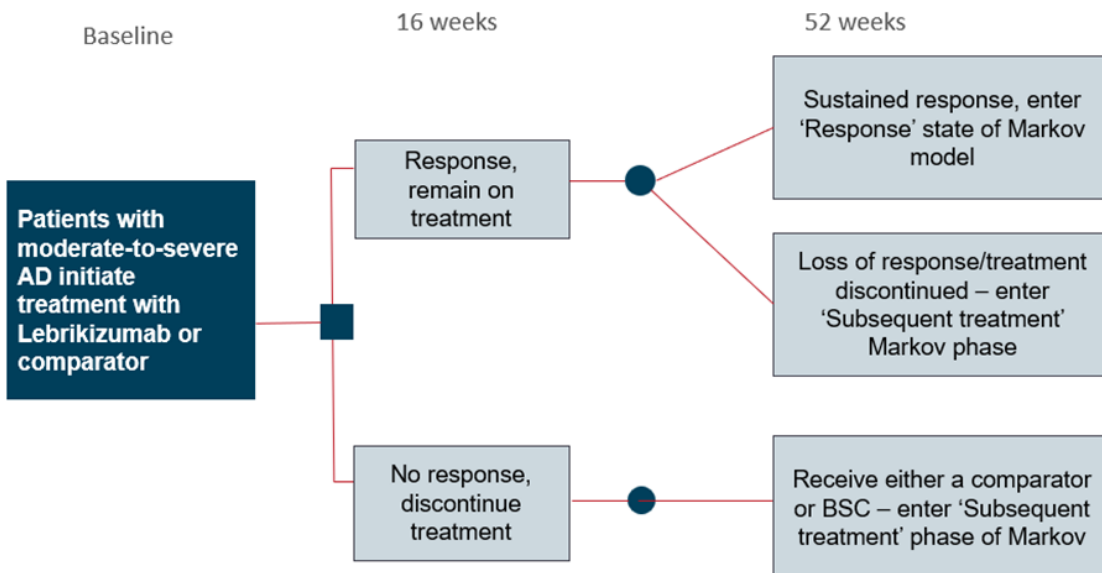 Baseline
16 weeks
52 weeks
Patients with
moderate-to-severe
AD initiate
treatment with
Lebrikizumab or
comparator
Response,
remain on
treatment
No response,
discontinue
treatment
Sustained response, enter
‘Response’ state of Markov
model
Loss of response/treatment
discontinued – enter
‘Subsequent treatment’
Markov phase
Receive either a comparator
or BSC – enter ‘Subsequent
treatment’ phase of Markov